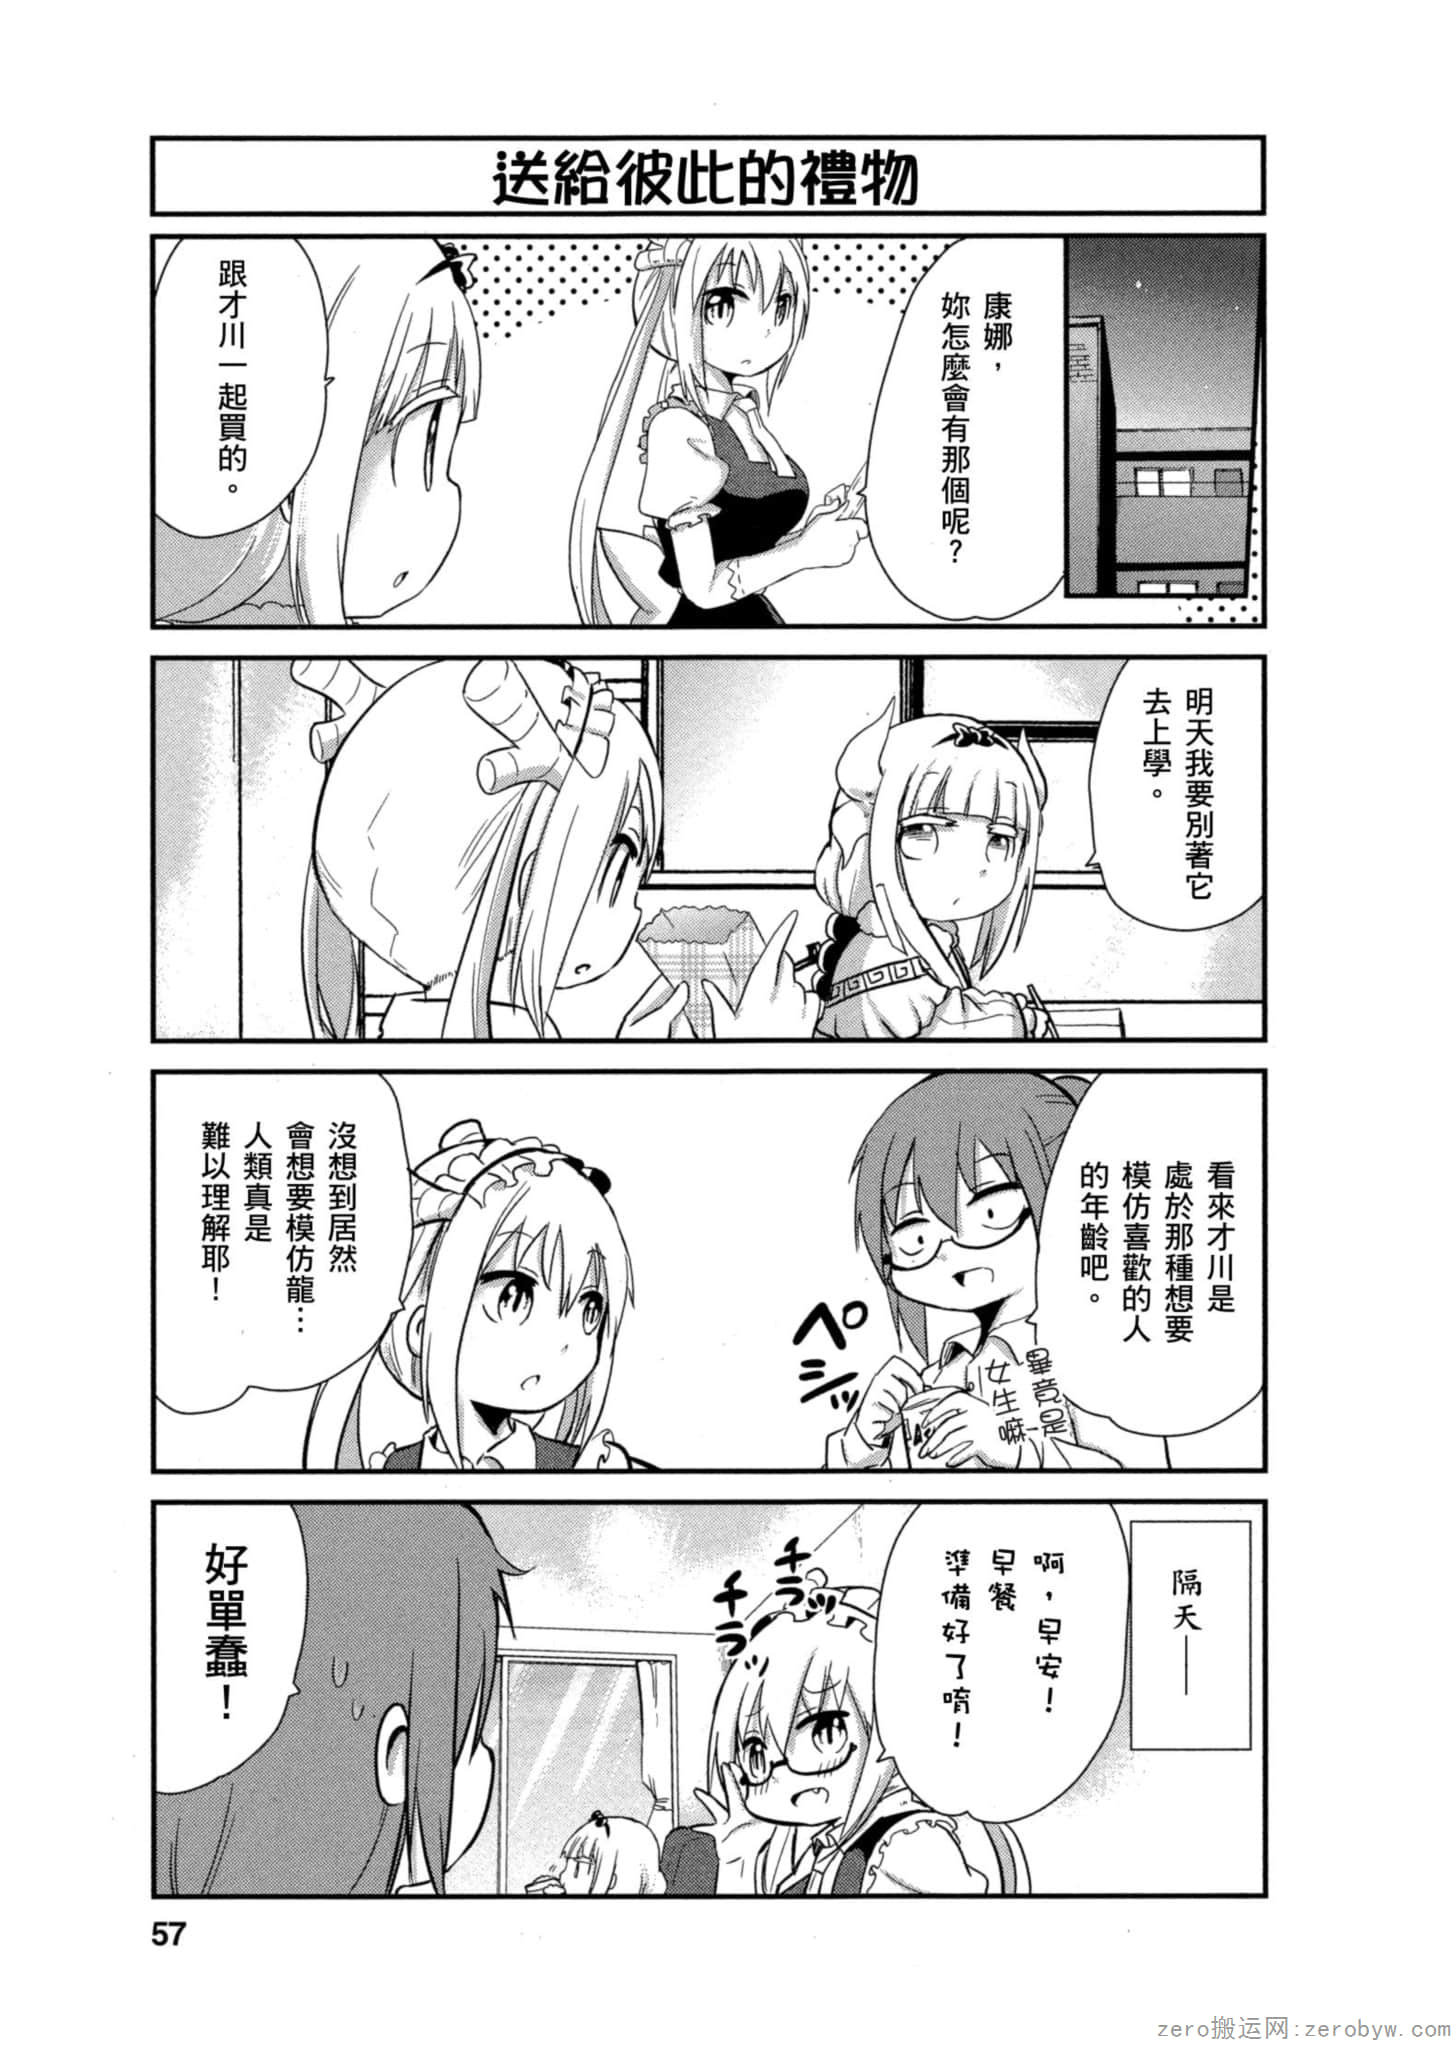 送給彼此的禮物
康娜，
妳怎麼會有那個呢？
跟才川一起買的。
明天我要別著它
去上學。
看來才川是
處於那種想要
模仿喜歡的人
的年齡吧。
畢竟是
女生嘛
ペシッ
沒想到居然
會想要模仿龍…
人類真是
難以理解耶！
隔天——
啊，早安！
早餐
準備好了唷！
チラッ
チラッ
好單蠢！
57
zero搬运网:zerobyw.com